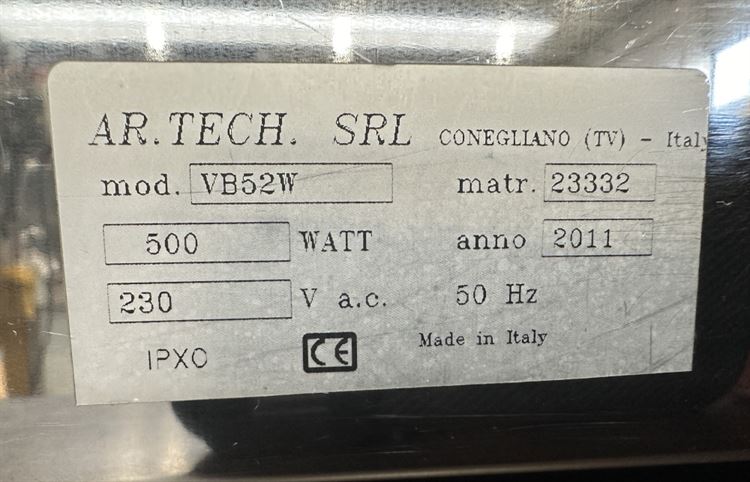 AR.TECH. SRL CONEGLIANO (TV) - Italy
mod. VB52W matr. 23332
500 WATT anno 2011
230 V a.c. 50 Hz
IPXO CE Made in Italy